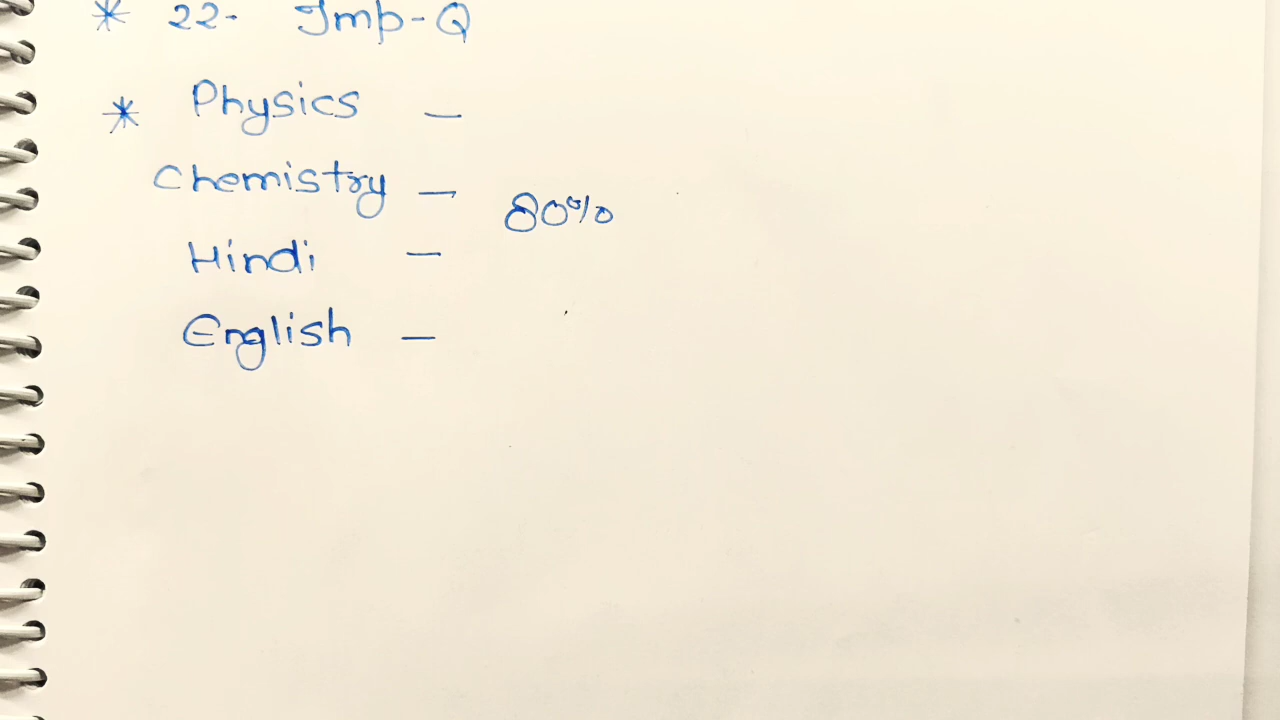 * 22- Imp-Q
* Physics -
Chemistry - 80%
Hindi -
English -